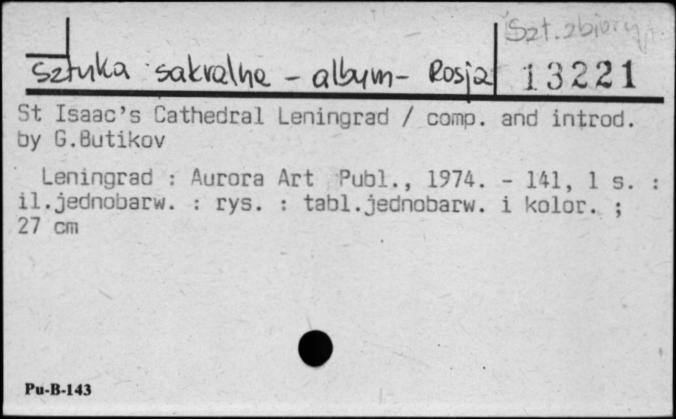 Szt. zbiory
Sztuka sakralna - album - Rosja 13221
St Isaac's Cathedral Leningrad / comp. and introd.
by G.Butikov
Leningrad : Aurora Art Publ., 1974. - 141, 1 s. :
il.jednobarw. : rys. : tabl.jednobarw. i kolor. ;
27 cm
Pu-B-143